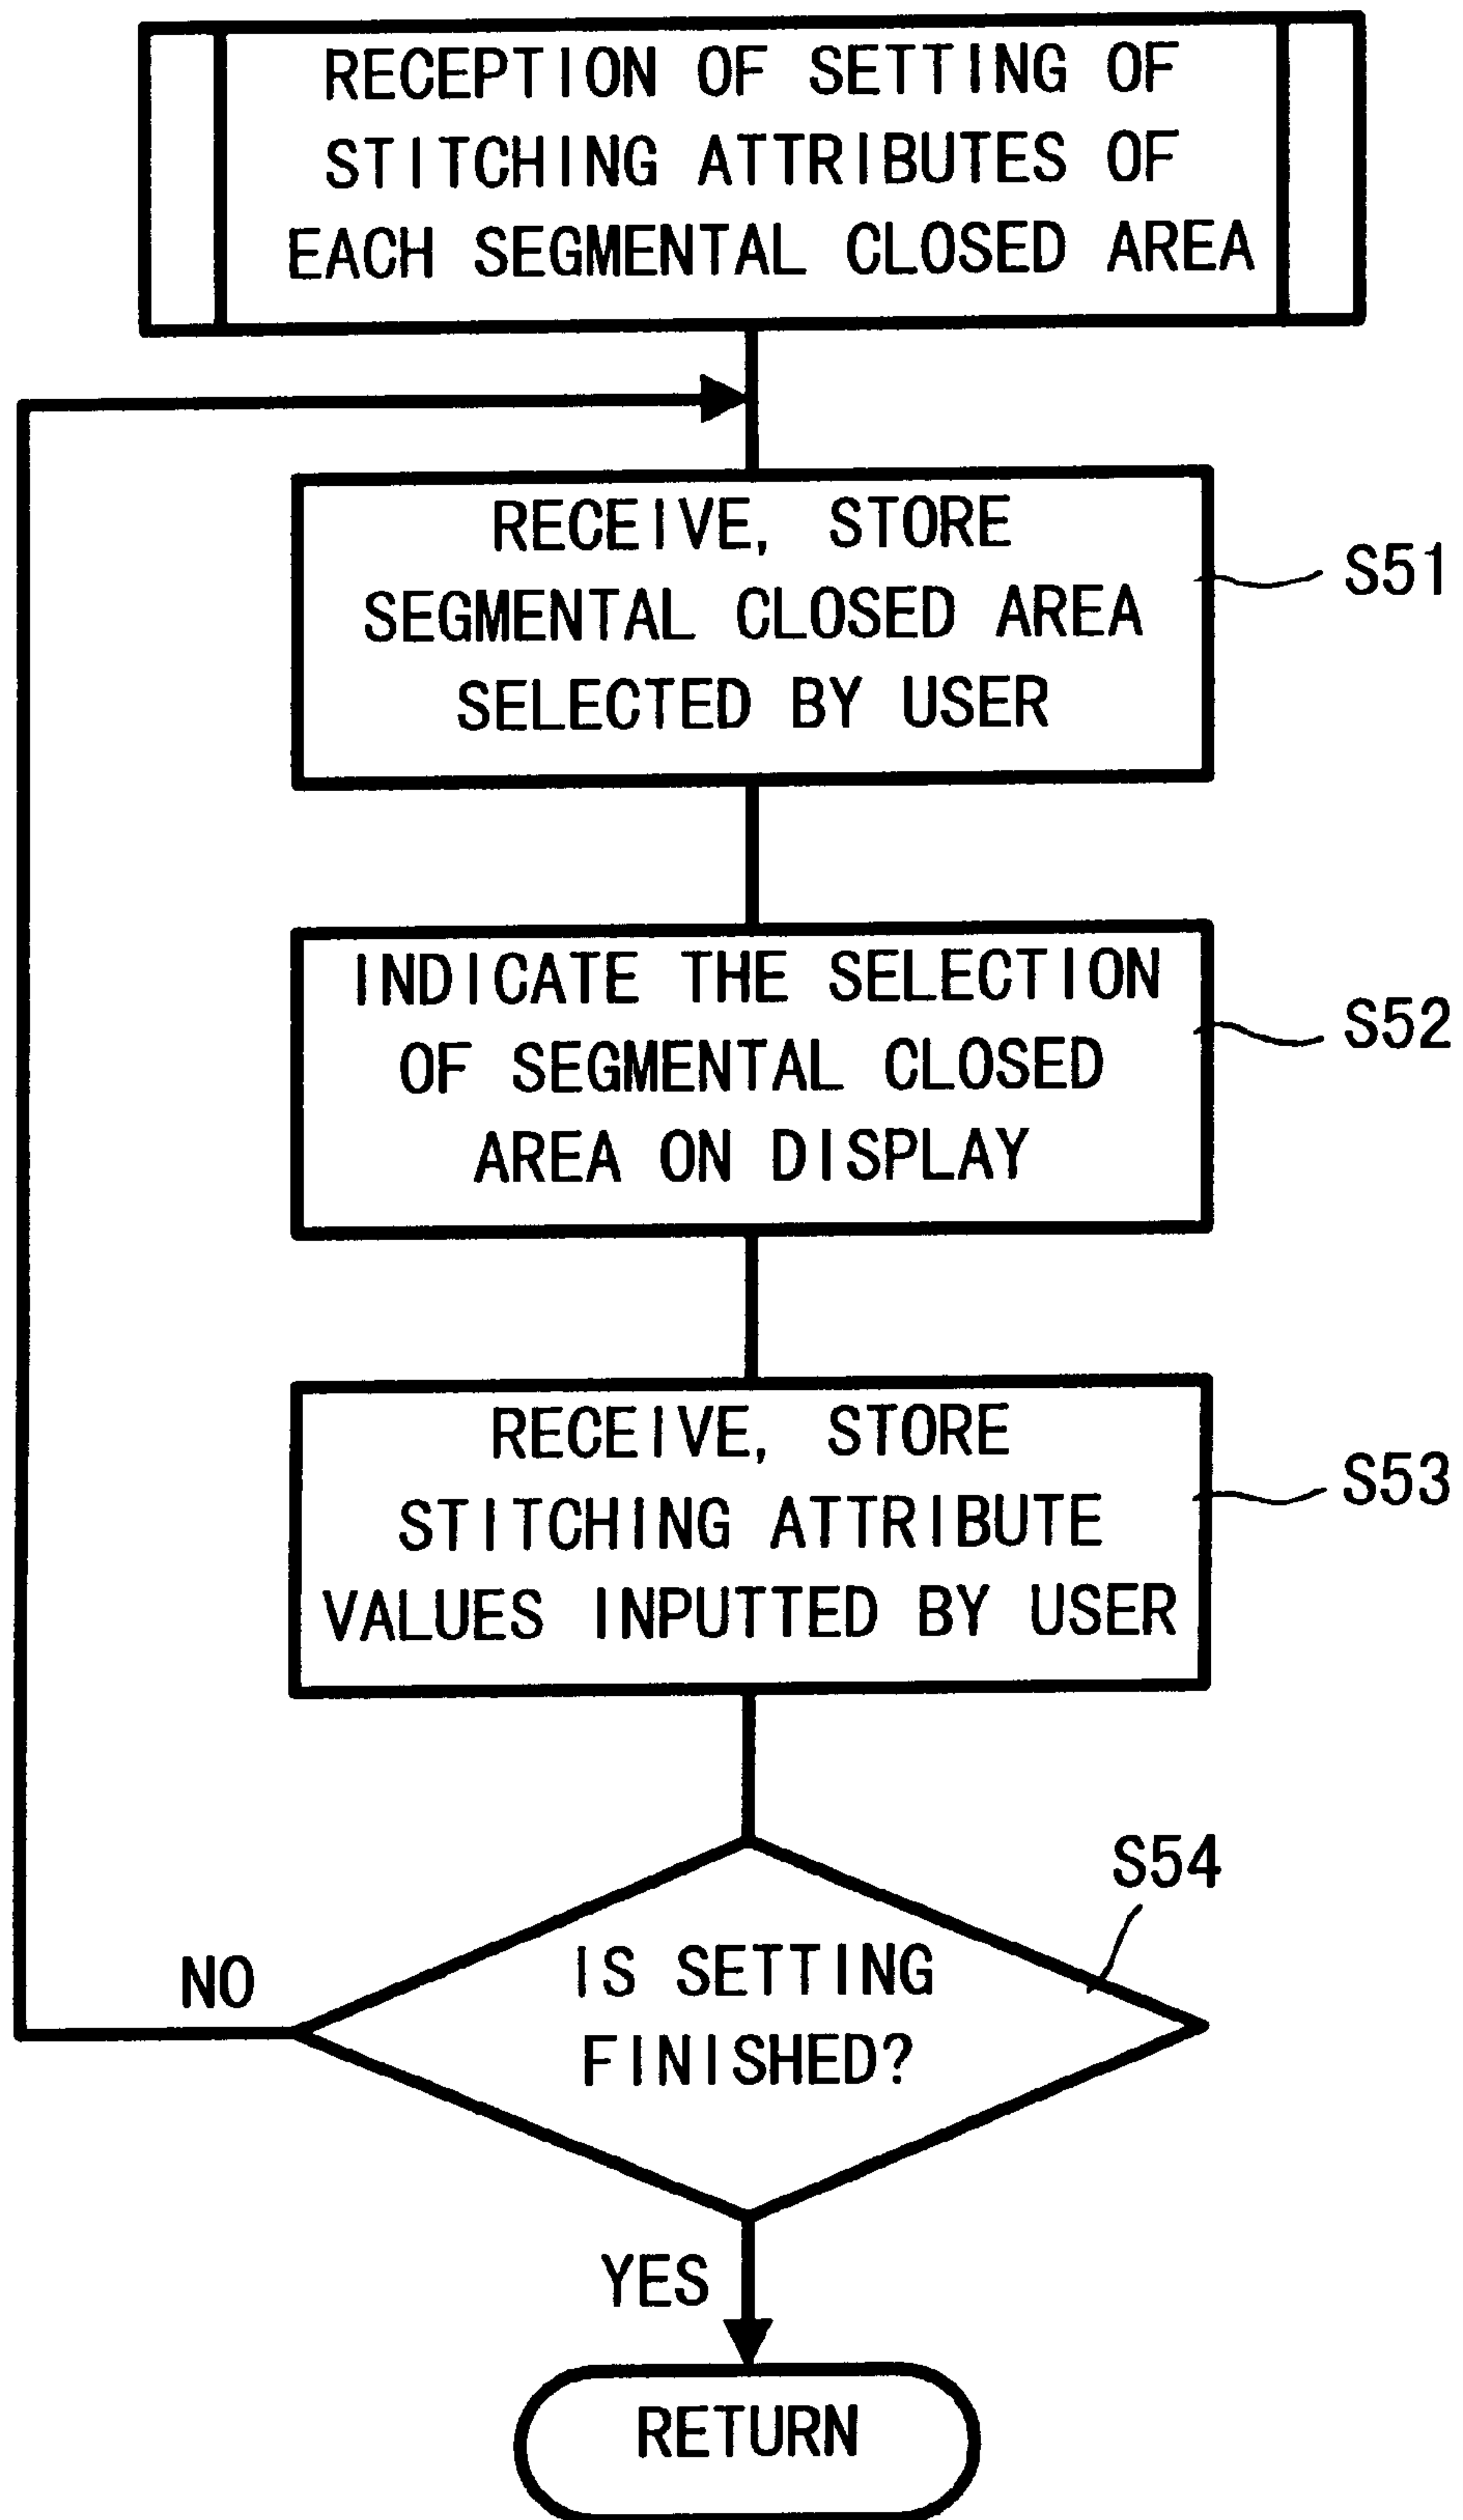 RECEPTION OF SETTING OF
STITCHING ATTRIBUTES OF
EACH SEGMENTAL CLOSED AREA
RECEIVE, STORE
SEGMENTAL CLOSED AREA
SELECTED BY USER
S51
INDICATE THE SELECTION
OF SEGMENTAL CLOSED
AREA ON DISPLAY
S52
RECEIVE, STORE
STITCHING ATTRIBUTE
VALUES INPUTTED BY USER
S53
S54
IS SETTING
FINISHED?
NO
YES
RETURN